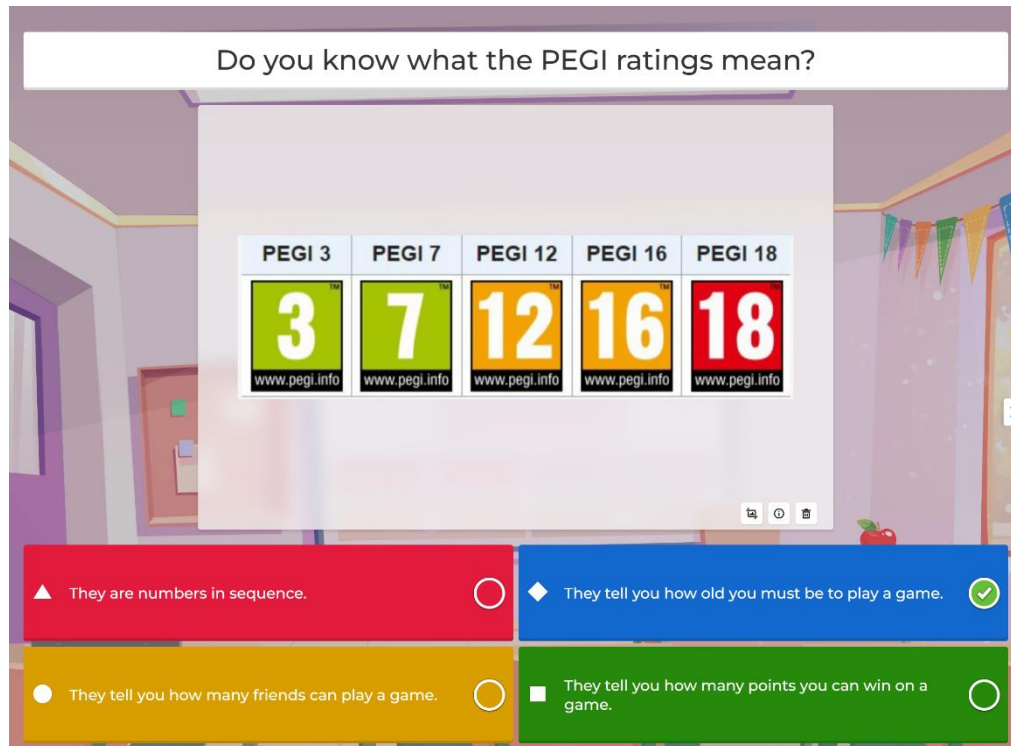 Do you know what the PEGI ratings mean?
PEGI 3 PEGI 7 PEGI 12 PEGI 16 PEGI 18
TM TM TM TM TM
3 7 12 16 18
www.pegi.info www.pegi.info www.pegi.info www.pegi.info www.pegi.info
They are numbers in sequence.
They tell you how old you must be to play a game.
They tell you how many friends can play a game.
They tell you how many points you can win on a
game.